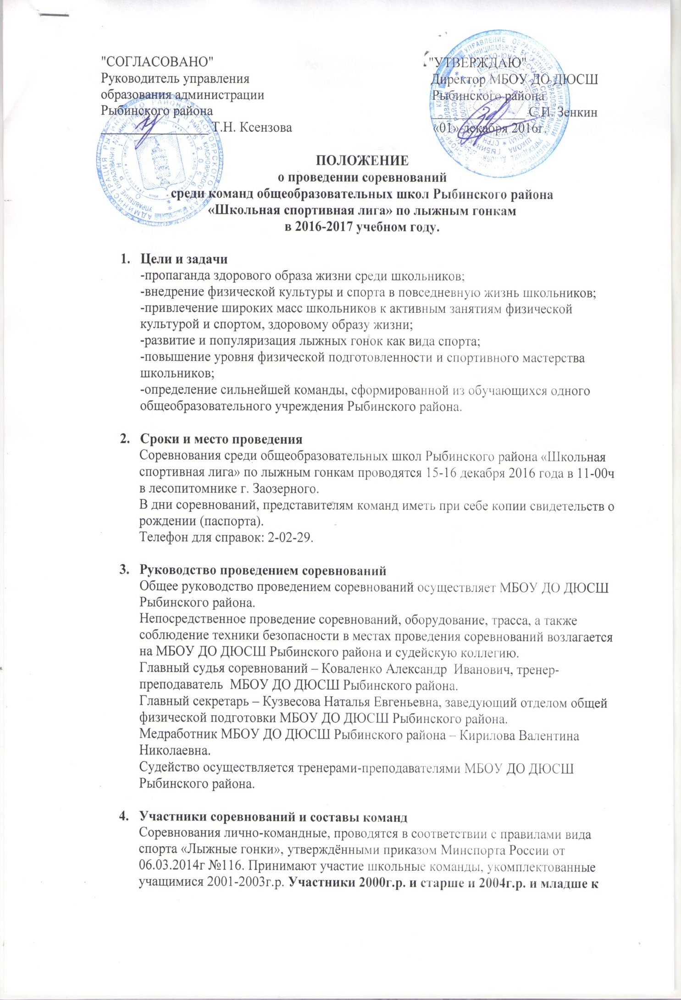 "СОГЛАСОВАНО"
Руководитель управления
образования администрации
Рыбинского района
Т.Н. Ксензова
"УТВЕРЖДАЮ"
Директор МБОУ ДО ДЮСШ
Рыбинского района
С.И. Зенкин
«01» декабря 2016г.
ПОЛОЖЕНИЕ
о проведении соревнований
среди команд общеобразовательных школ Рыбинского района
«Школьная спортивная лига» по лыжным гонкам
в 2016-2017 учебном году.
1. Цели и задачи
-пропаганда здорового образа жизни среди школьников;
-внедрение физической культуры и спорта в повседневную жизнь школьников;
-привлечение широких масс школьников к активным занятиям физической
культурой и спортом, здоровому образу жизни;
-развитие и популяризация лыжных гонок как вида спорта;
-повышение уровня физической подготовленности и спортивного мастерства
школьников;
-определение сильнейшей команды, сформированной из обучающихся одного
общеобразовательного учреждения Рыбинского района.
2. Сроки и место проведения
Соревнования среди общеобразовательных школ Рыбинского района «Школьная
спортивная лига» по лыжным гонкам проводятся 15-16 декабря 2016 года в 11-00ч
в лесопитомнике г. Заозерного.
В дни соревнований, представителям команд иметь при себе копии свидетельств о
рождении (паспорта).
Телефон для справок: 2-02-29.
3. Руководство проведением соревнований
Общее руководство проведением соревнований осуществляет МБОУ ДО ДЮСШ
Рыбинского района.
Непосредственное проведение соревнований, оборудование, трасса, а также
соблюдение техники безопасности в местах проведения соревнований возлагается
на МБОУ ДО ДЮСШ Рыбинского района и судейскую коллегию.
Главный судья соревнований – Коваленко Александр Иванович, тренер-
преподаватель МБОУ ДО ДЮСШ Рыбинского района.
Главный секретарь – Кузвесова Наталья Евгеньевна, заведующий отделом общей
физической подготовки МБОУ ДО ДЮСШ Рыбинского района.
Медработник МБОУ ДО ДЮСШ Рыбинского района – Кирилова Валентина
Николаевна.
Судейство осуществляется тренерами-преподавателями МБОУ ДО ДЮСШ
Рыбинского района.
4. Участники соревнований и составы команд
Соревнования лично-командные, проводятся в соответствии с правилами вида
спорта «Лыжные гонки», утверждёнными приказом Минспорта России от
06.03.2014г №116. Принимают участие школьные команды, укомплектованные
учащимися 2001-2003г.р. Участники 2000г.р. и старше и 2004г.р. и младше к